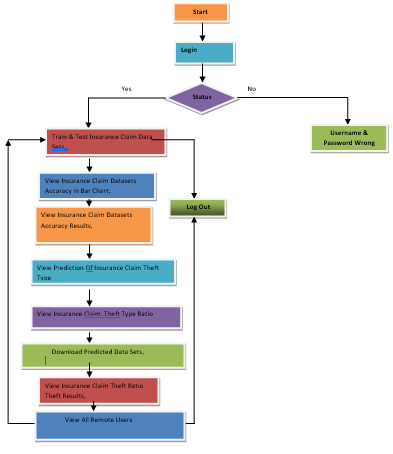 Start
Login
Status
Yes
No
Username &
Password Wrong
Train & Test Insurance Claim Data
Sets,
View Insurance Claim Datasets
Accuracy in Bar Chart,
Log Out
View Insurance Claim Datasets
Accuracy Results,
View Prediction Of Insurance Claim Theft
Type
View Insurance Claim Theft Type Ratio
Download Predicted Data Sets,
View Insurance Claim Theft Ratio
Theft Results,
View All Remote Users